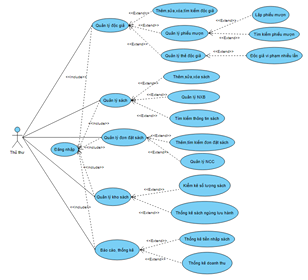 <<Extend>>
Thêm,sửa,xóa,tìm kiếm độc giả
Quản lý độc giả
<<Extend>>
Quản lý phiếu mượn
<<Extend>>
Lập phiếu mượn
<<Extend>>
Tìm kiếm phiếu mượn
<<Extend>>
Quản lý thẻ độc giả
<<Extend>>
Độc giả vi phạm nhiều lần
<<include>>
Thêm,sửa,xóa sách
<<Extend>>
Quản lý sách
Quản lý NXB
<<Extend>>
<<Extend>>
Tìm kiếm thông tin sách
<<include>>
Thủ thư
Đăng nhập
Quản lý đơn đặt sách
<<Extend>>
Thêm tìm kiếm đơn đặt sách
<<Extend>>
Quản lý NCC
<<include>>
<<include>>
Quản lý kho sách
<<Extend>>
Kiểm kê số lượng sách
<<Extend>>
Thống kê sách ngừng lưu hành
Báo cáo, thống kê
<<Extend>>
Thống kê tiền nhập sách
<<Extend>>
Thống kê doanh thu